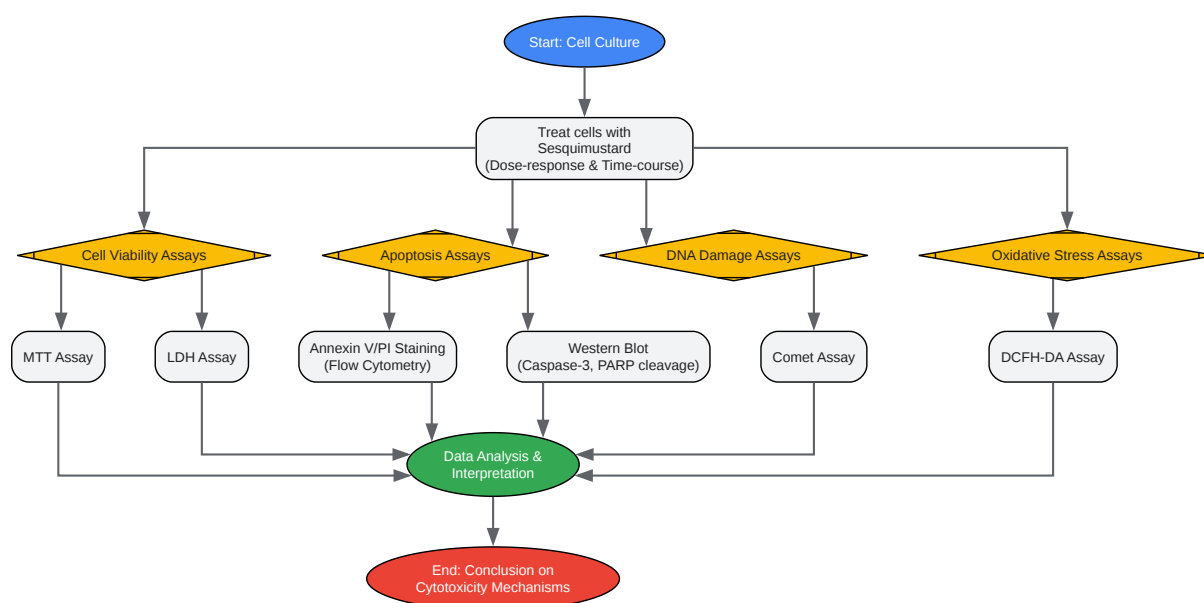 Start: Cell Culture
Treat cells with
Sesquimustard
(Dose-response & Time-course)
Cell Viability Assays
Apoptosis Assays
DNA Damage Assays
Oxidative Stress Assays
MTT Assay
LDH Assay
Annexin V/PI Staining
(Flow Cytometry)
Western Blot
(Caspase-3, PARP cleavage)
Comet Assay
DCFH-DA Assay
Data Analysis &
Interpretation
End: Conclusion on
Cytotoxicity Mechanisms